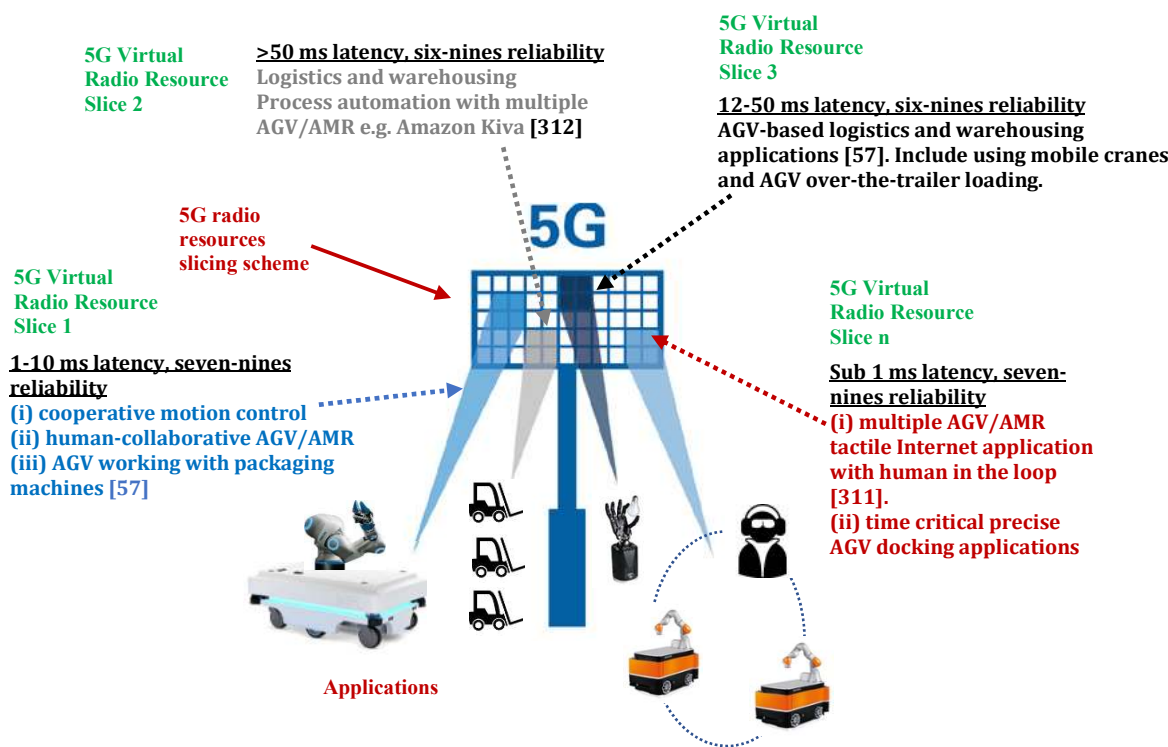 5G Virtual
Radio Resource
Slice 2
>50 ms latency, six-nines reliability
Logistics and warehousing
Process automation with multiple
AGV/AMR e.g. Amazon Kiva [312]
5G Virtual
Radio Resource
Slice 3
12-50 ms latency, six-nines reliability
AGV-based logistics and warehousing
applications [57]. Include using mobile cranes
and AGV over-the-trailer loading.
5G radio
resources
slicing scheme
5G
5G Virtual
Radio Resource
Slice 1
1-10 ms latency, seven-nines
reliability
(i) cooperative motion control
(ii) human-collaborative AGV/AMR
(iii) AGV working with packaging
machines [57]
5G Virtual
Radio Resource
Slice n
Sub 1 ms latency, seven-
nines reliability
(i) multiple AGV/AMR
tactile Internet application
with human in the loop
[311].
(ii) time critical precise
AGV docking applications
Applications